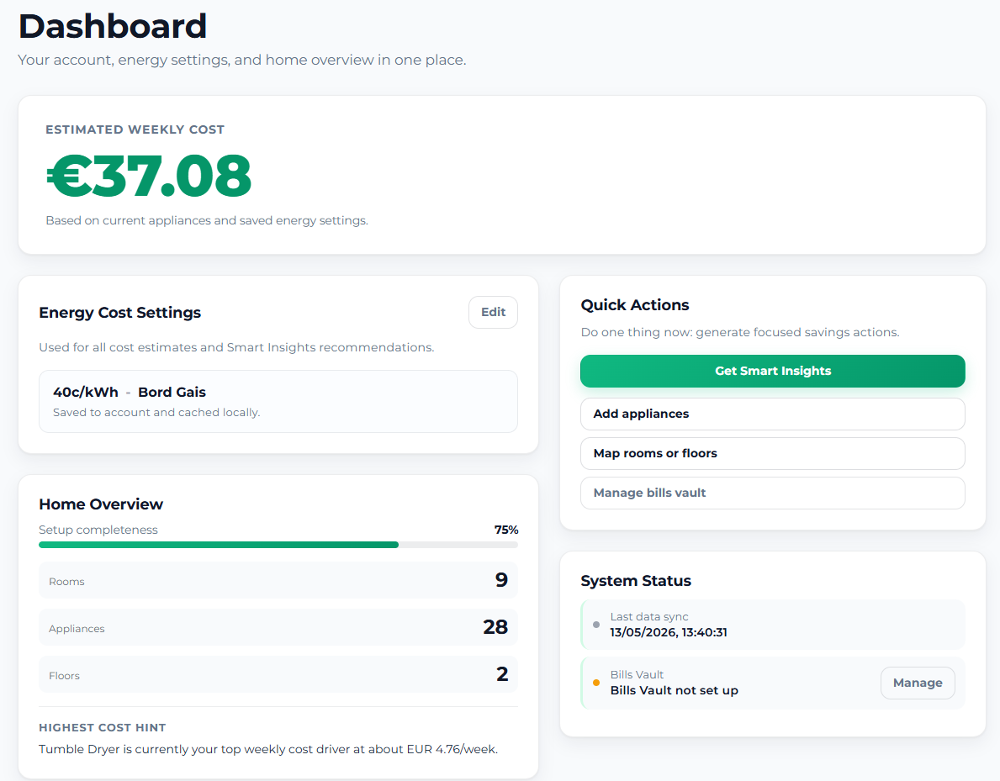 Dashboard
Your account, energy settings, and home overview in one place.
ESTIMATED WEEKLY COST
€37.08
Based on current appliances and saved energy settings.
Energy Cost Settings
Edit
Used for all cost estimates and Smart Insights recommendations.
40c/kWh - Bord Gais
Saved to account and cached locally.
Home Overview
Setup completeness 75%
Rooms 9
Appliances 28
Floors 2
HIGHEST COST HINT
Tumble Dryer is currently your top weekly cost driver at about EUR 4.76/week.
Quick Actions
Do one thing now: generate focused savings actions.
Get Smart Insights
Add appliances
Map rooms or floors
Manage bills vault
System Status
Last data sync
13/05/2026, 13:40:31
Bills Vault
Bills Vault not set up
Manage